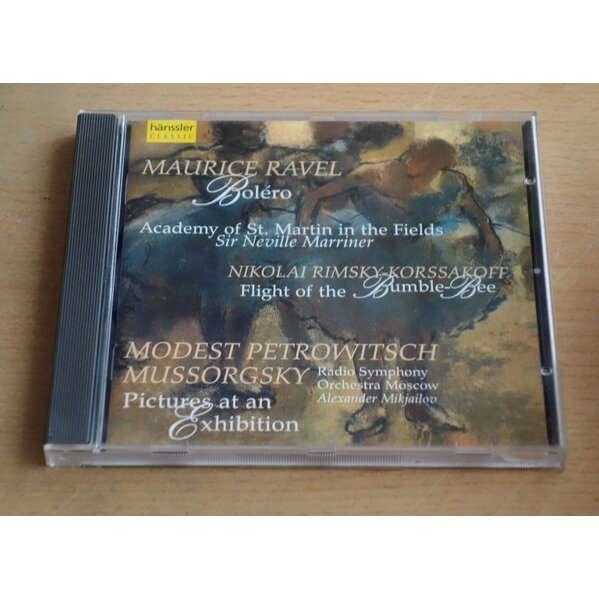 hänssler
CLASSIC
MAURICE RAVEL
Boléro
Academy of St. Martin in the Fields
Sir Neville Marriner
NIKOLAI RIMSKY-KORSSAKOFF
Flight of the Bumble-Bee
MODEST PETROWITSCH
MUSSORGSKY
Radio Symphony
Orchestra Moscow
Alexander Mikjailov
Pictures at an
Exhibition